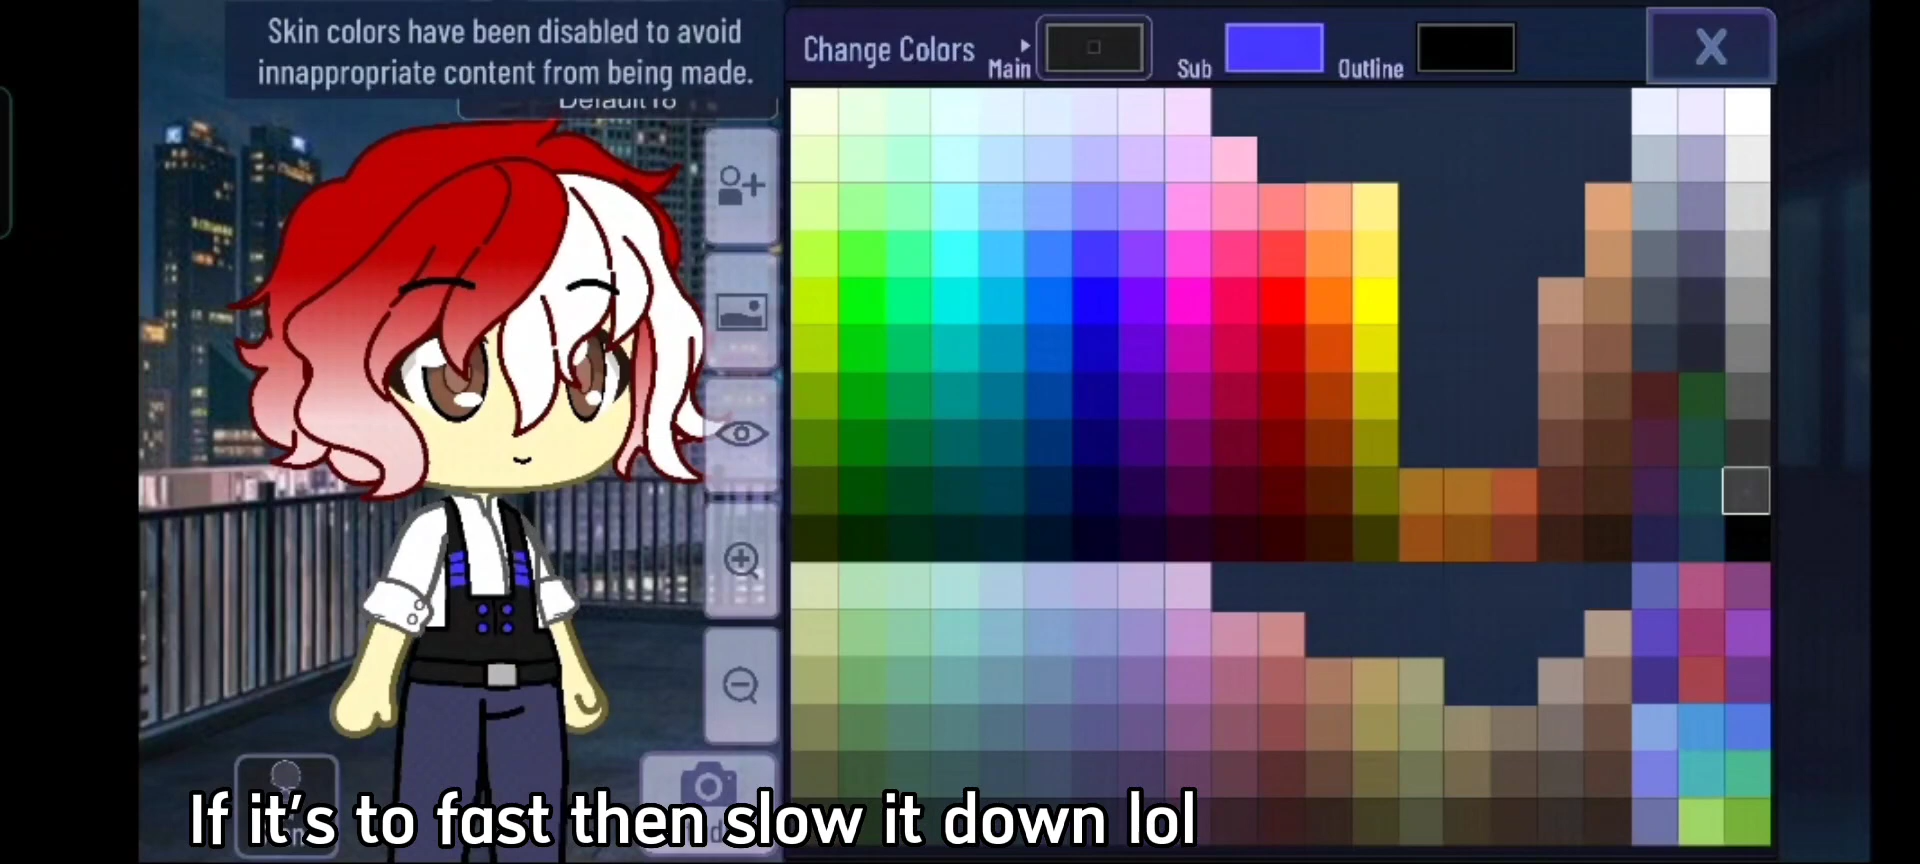 Skin colors have been disabled to avoid
innappropriate content from being made.
Change Colors
Main
Sub
Outline
X
If it's to fast then slow it down lol